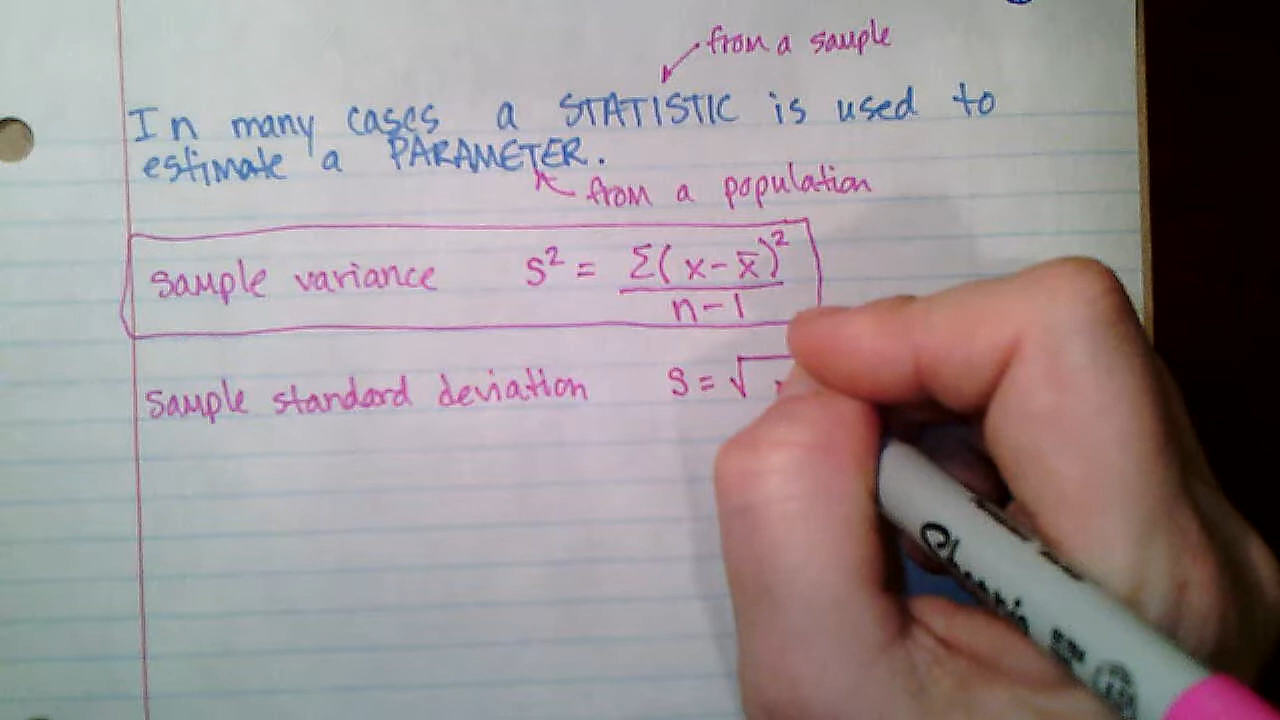 from a sample
In many cases a STATISTIC is used to
estimate a PARAMETER.
from a population
sample variance s² = Σ(x-x̄)² / n-1
sample standard deviation s = √
Sharpie